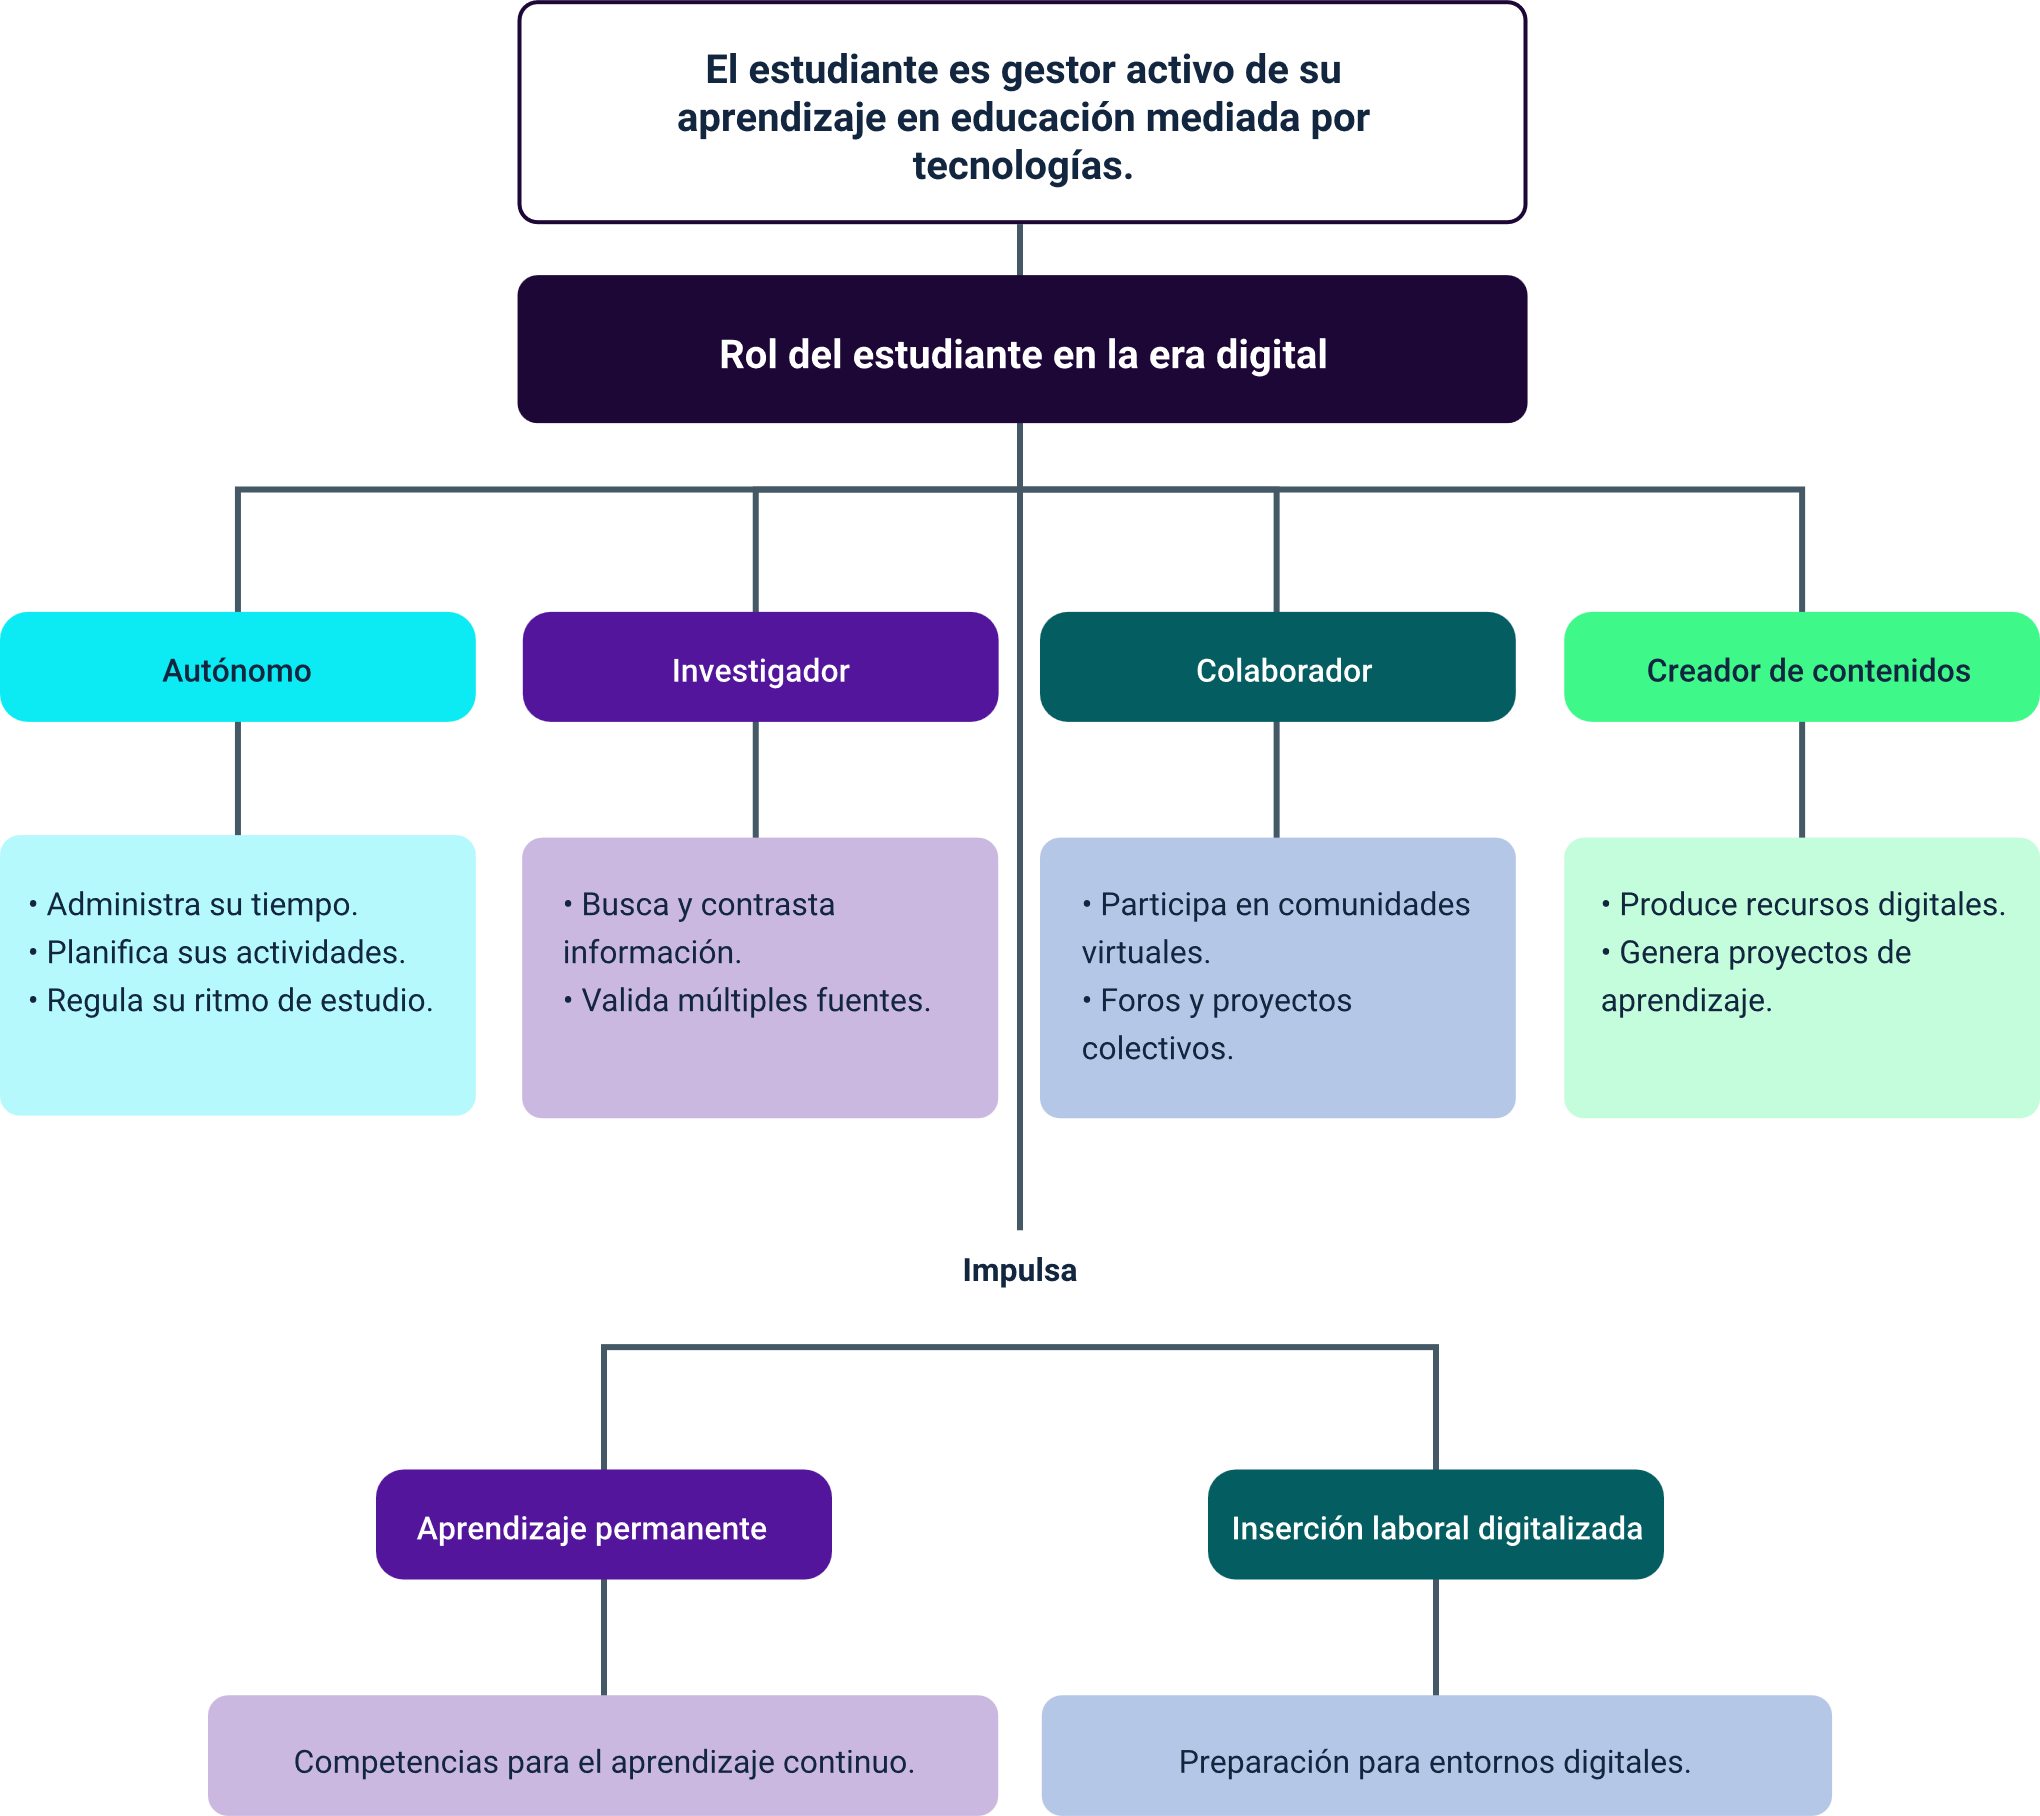 El estudiante es gestor activo de su
aprendizaje en educación mediada por
tecnologías.
Rol del estudiante en la era digital
Autónomo
Investigador
Colaborador
Creador de contenidos
• Administra su tiempo.
• Planifica sus actividades.
• Regula su ritmo de estudio.
• Busca y contrasta
información.
• Valida múltiples fuentes.
• Participa en comunidades
virtuales.
• Foros y proyectos
colectivos.
• Produce recursos digitales.
• Genera proyectos de
aprendizaje.
Impulsa
Aprendizaje permanente
Inserción laboral digitalizada
Competencias para el aprendizaje continuo.
Preparación para entornos digitales.